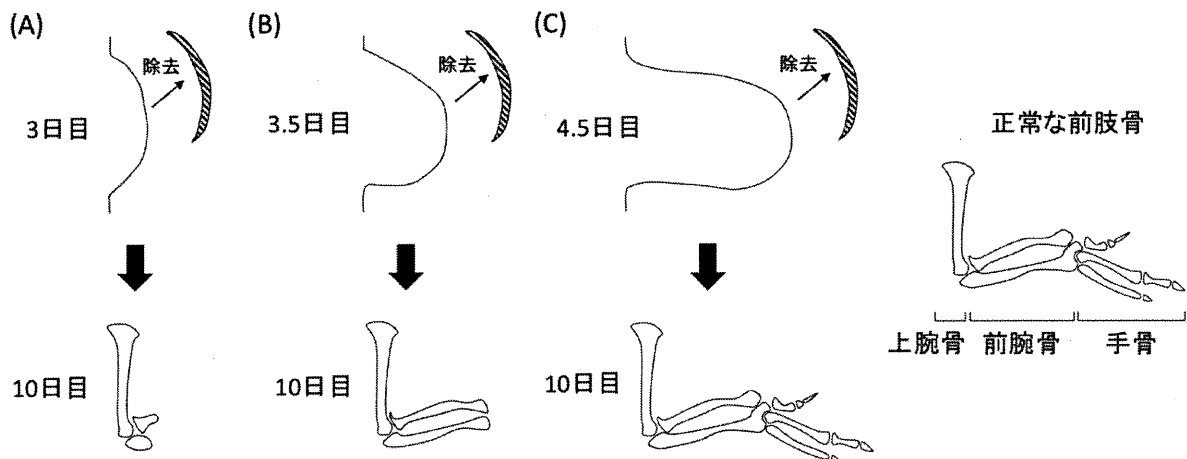 (A)
除去
3日目
10日目
(B)
除去
3.5日目
10日目
(C)
除去
4.5日目
10日目
正常な前肢骨
上腕骨 前腕骨 手骨